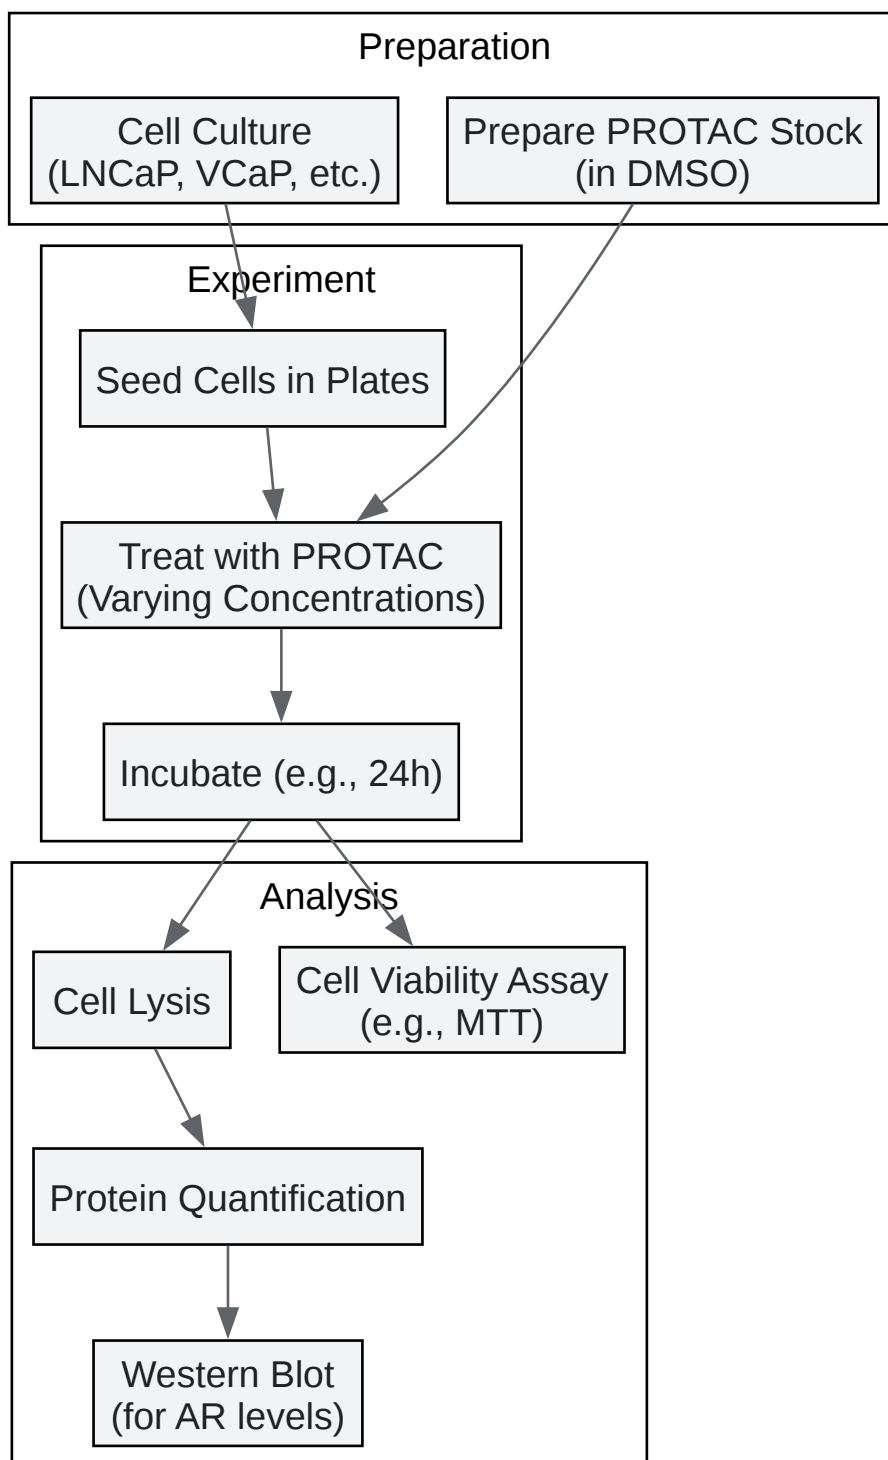 Preparation
Cell Culture
(LNCaP, VCaP, etc.)
Prepare PROTAC Stock
(in DMSO)
Experiment
Seed Cells in Plates
Treat with PROTAC
(Varying Concentrations)
Incubate (e.g., 24h)
Analysis
Cell Lysis
Cell Viability Assay
(e.g., MTT)
Protein Quantification
Western Blot
(for AR levels)